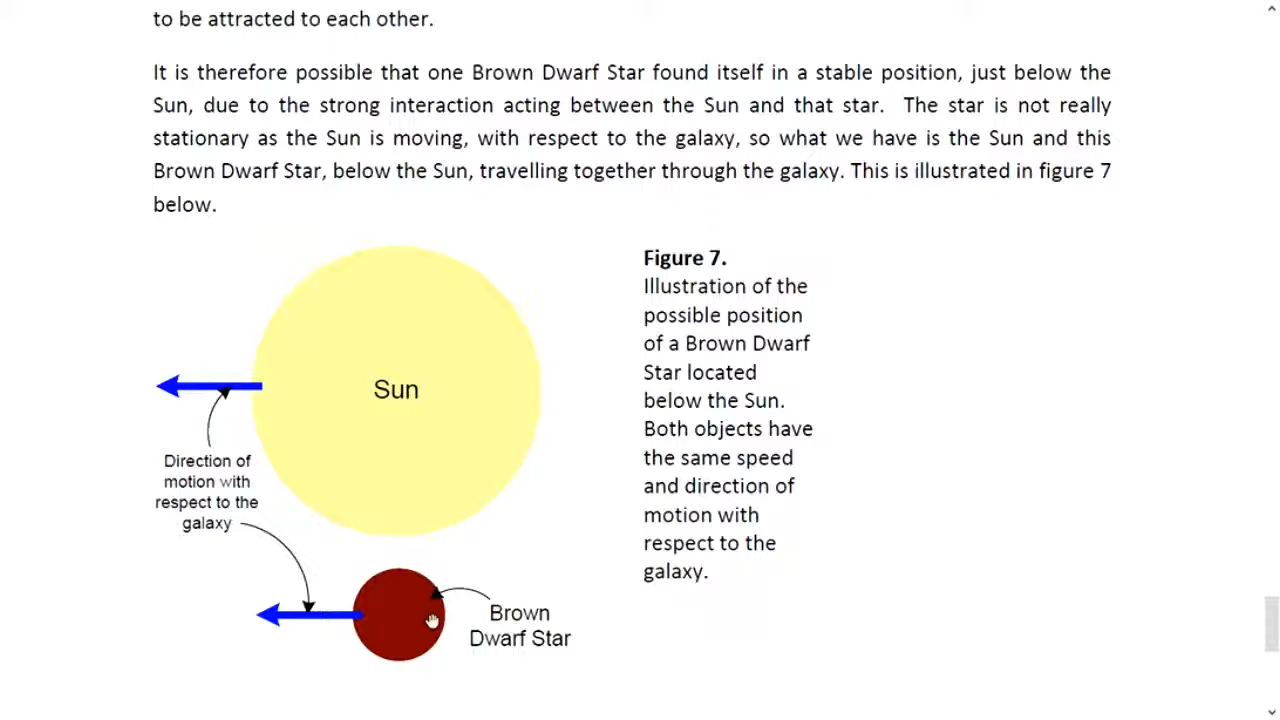 to be attracted to each other.
It is therefore possible that one Brown Dwarf Star found itself in a stable position, just below the
Sun, due to the strong interaction acting between the Sun and that star.  The star is not really
stationary as the Sun is moving, with respect to the galaxy, so what we have is the Sun and this
Brown Dwarf Star, below the Sun, travelling together through the galaxy. This is illustrated in figure 7
below.
Sun
Direction of
motion with
respect to the
galaxy
Brown
Dwarf Star
Figure 7.
Illustration of the
possible position
of a Brown Dwarf
Star located
below the Sun.
Both objects have
the same speed
and direction of
motion with
respect to the
galaxy.